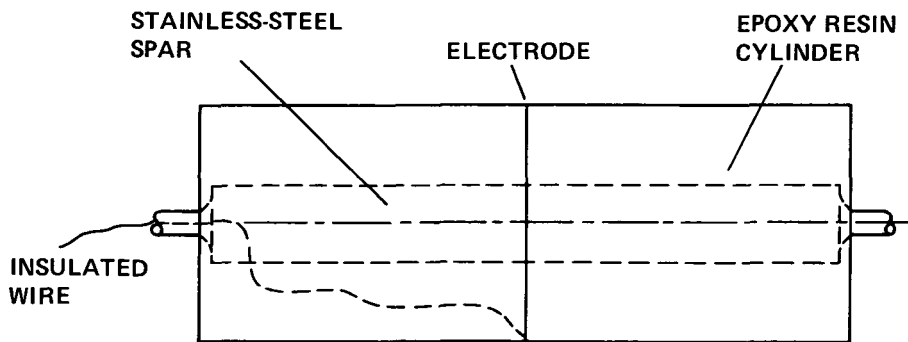 STAINLESS-STEEL
SPAR
ELECTRODE
EPOXY RESIN
CYLINDER
INSULATED
WIRE